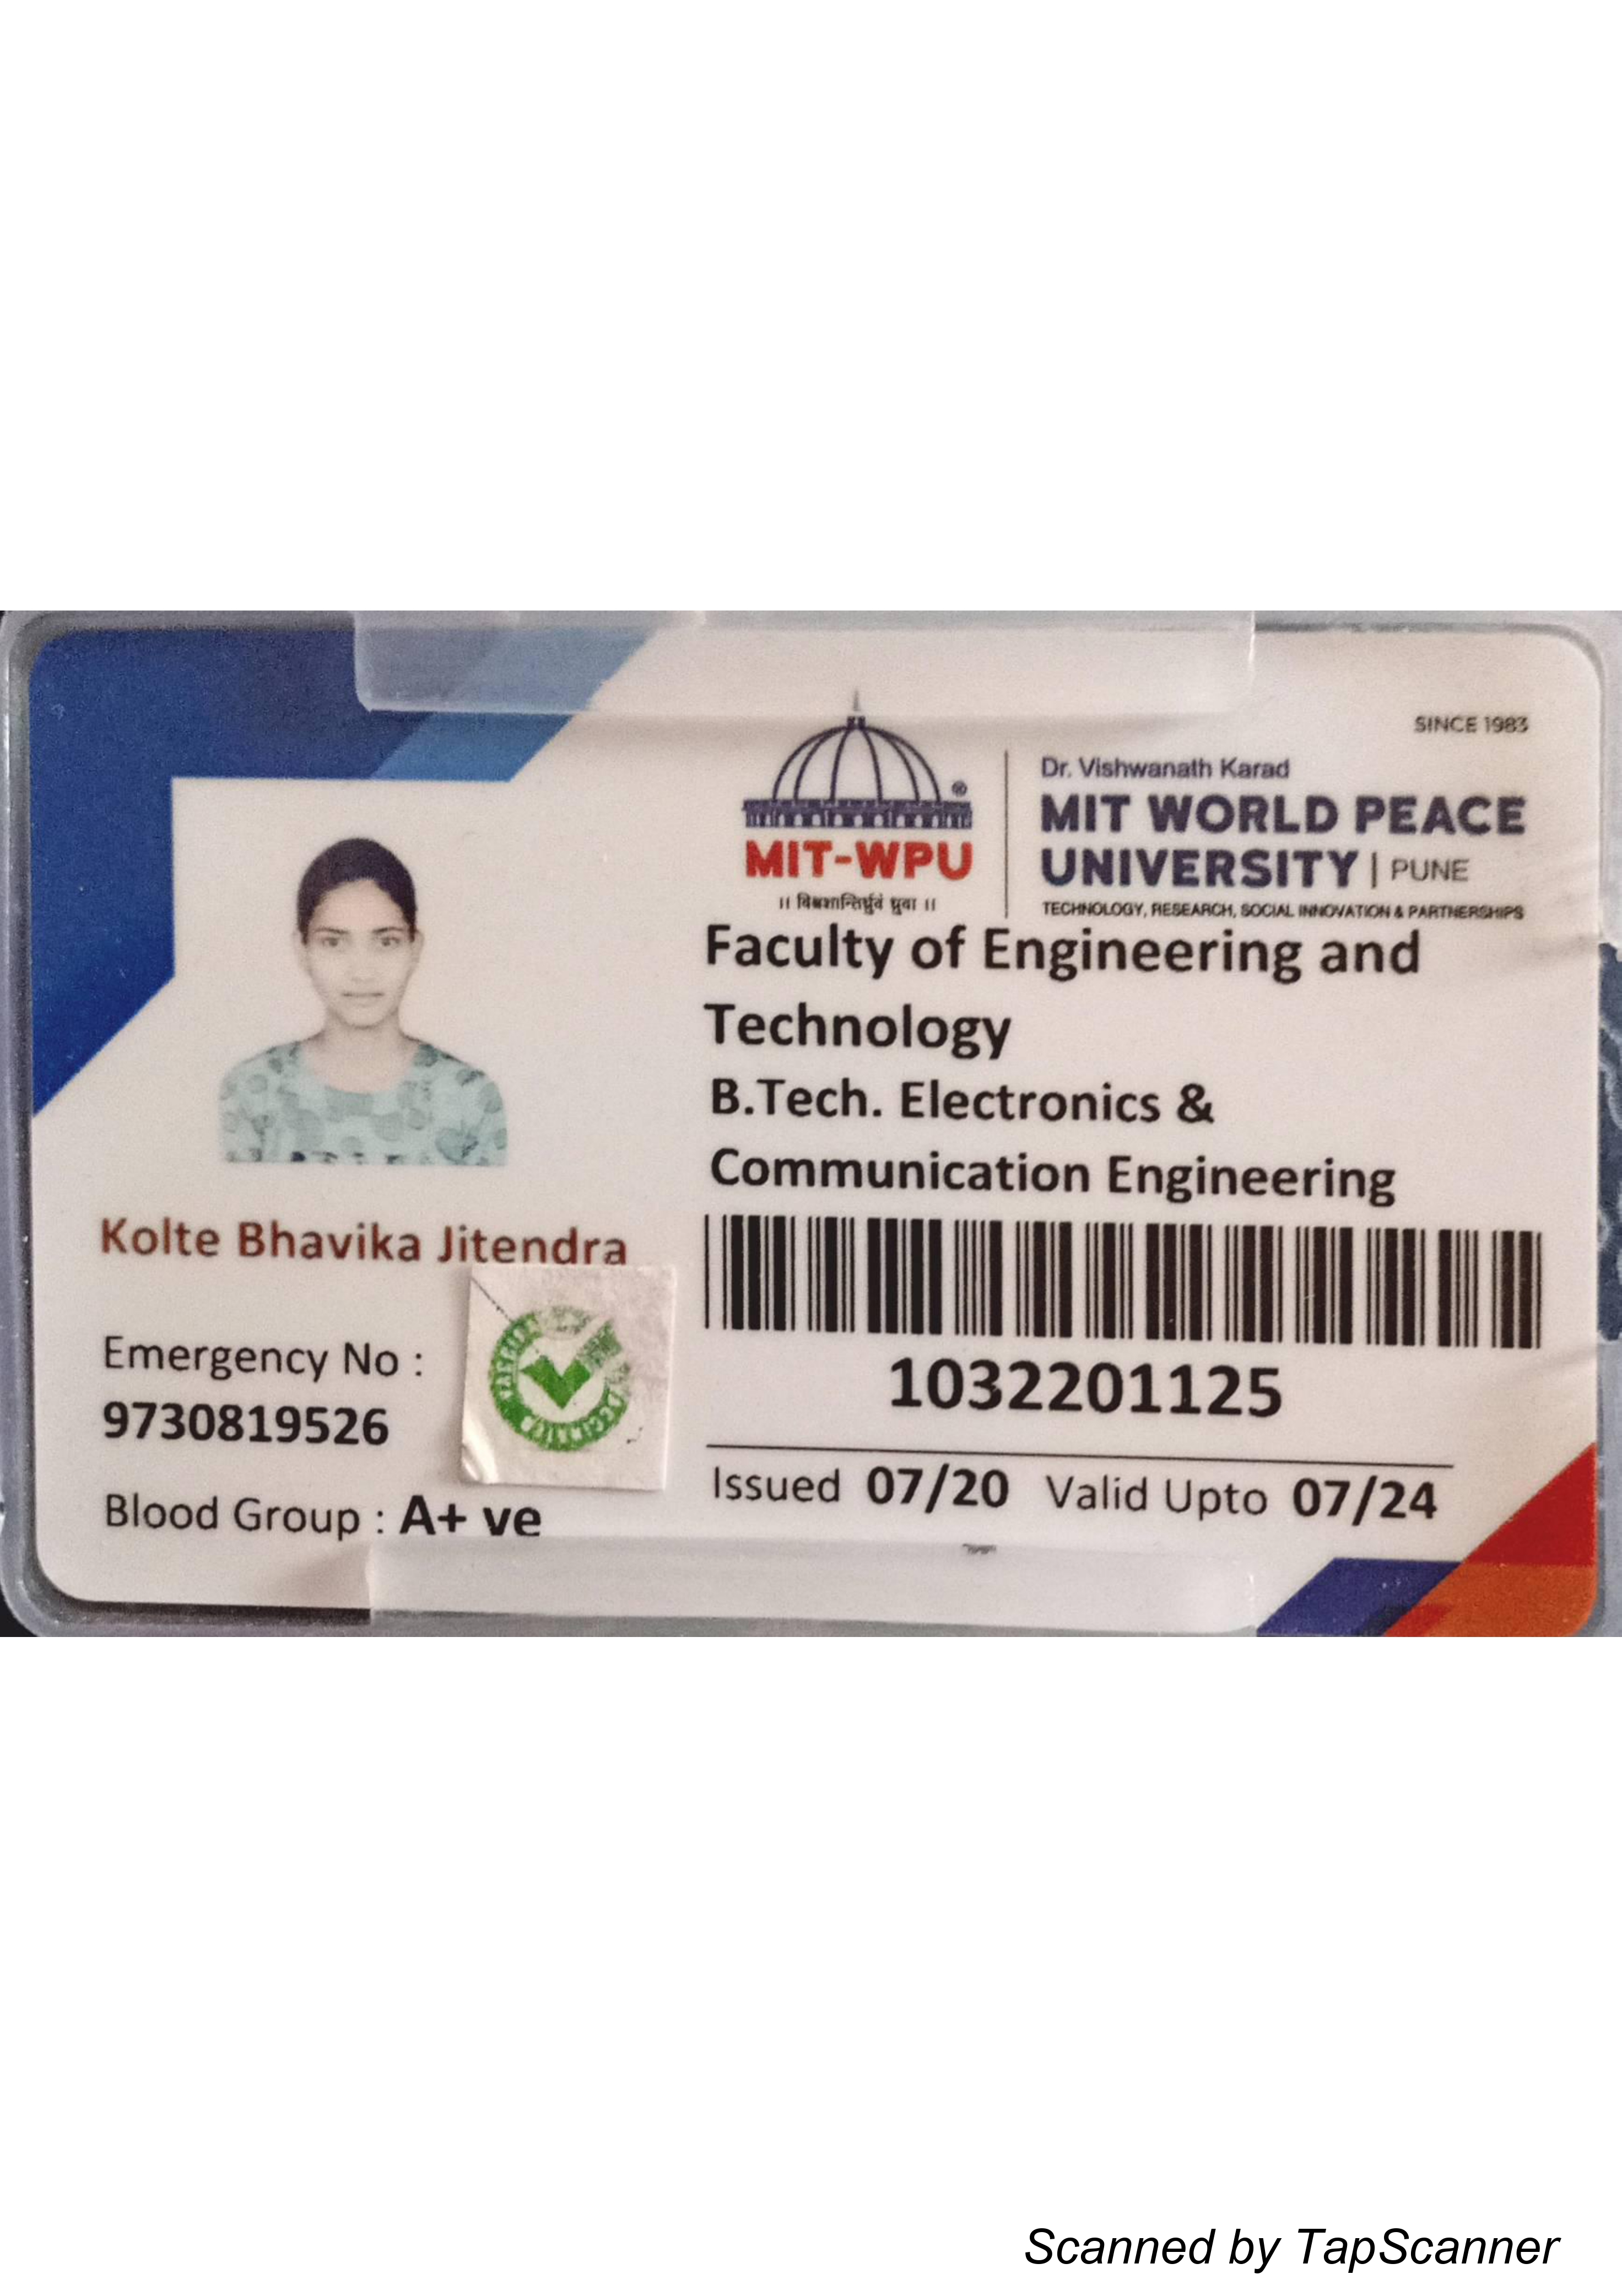 SINCE 1983
Dr. Vishwanath Karad
MIT WORLD PEACE
UNIVERSITY | PUNE
TECHNOLOGY, RESEARCH, SOCIAL INNOVATION & PARTNERSHIPS
MIT-WPU
®
॥ विश्वशान्तिर्ध्रुवं ध्रुवा ॥
Faculty of Engineering and
Technology
B.Tech. Electronics &
Communication Engineering
1032201125
Issued 07/20 Valid Upto 07/24
Kolte Bhavika Jitendra
Emergency No :
9730819526
Blood Group : A+ ve
Scanned by TapScanner